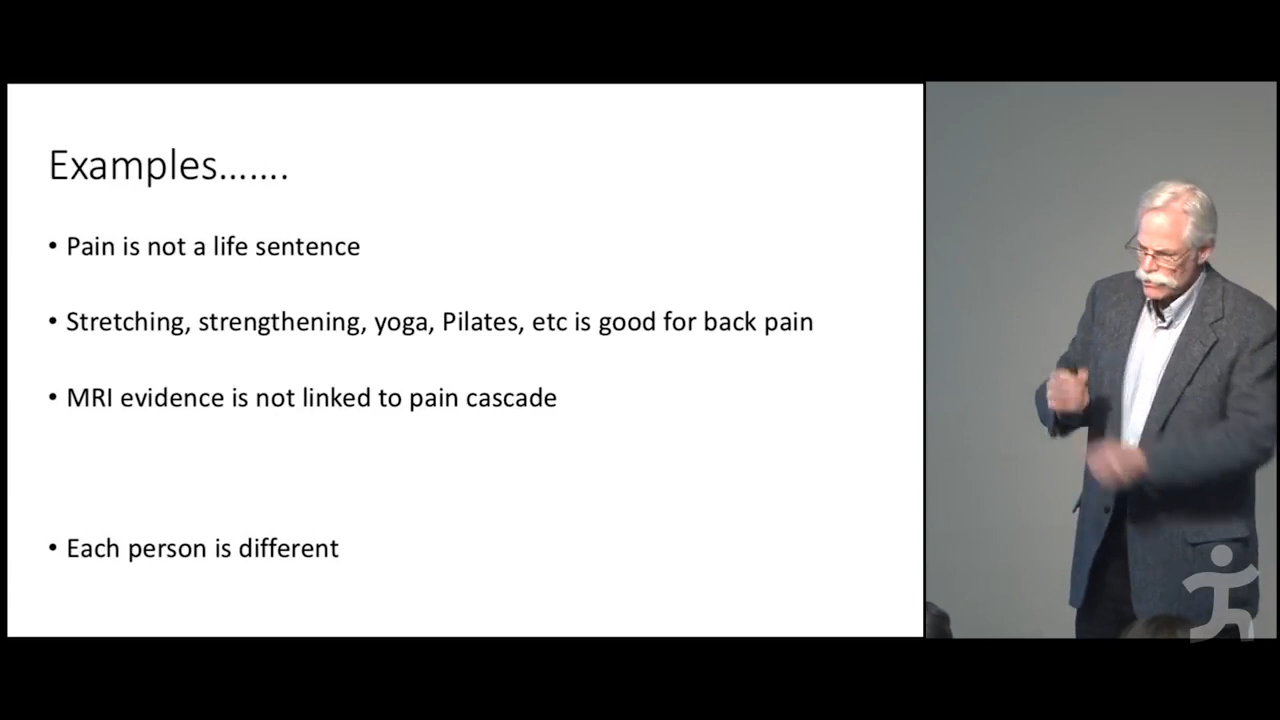 Examples…….
• Pain is not a life sentence
• Stretching, strengthening, yoga, Pilates, etc is good for back pain
• MRI evidence is not linked to pain cascade
• Each person is different